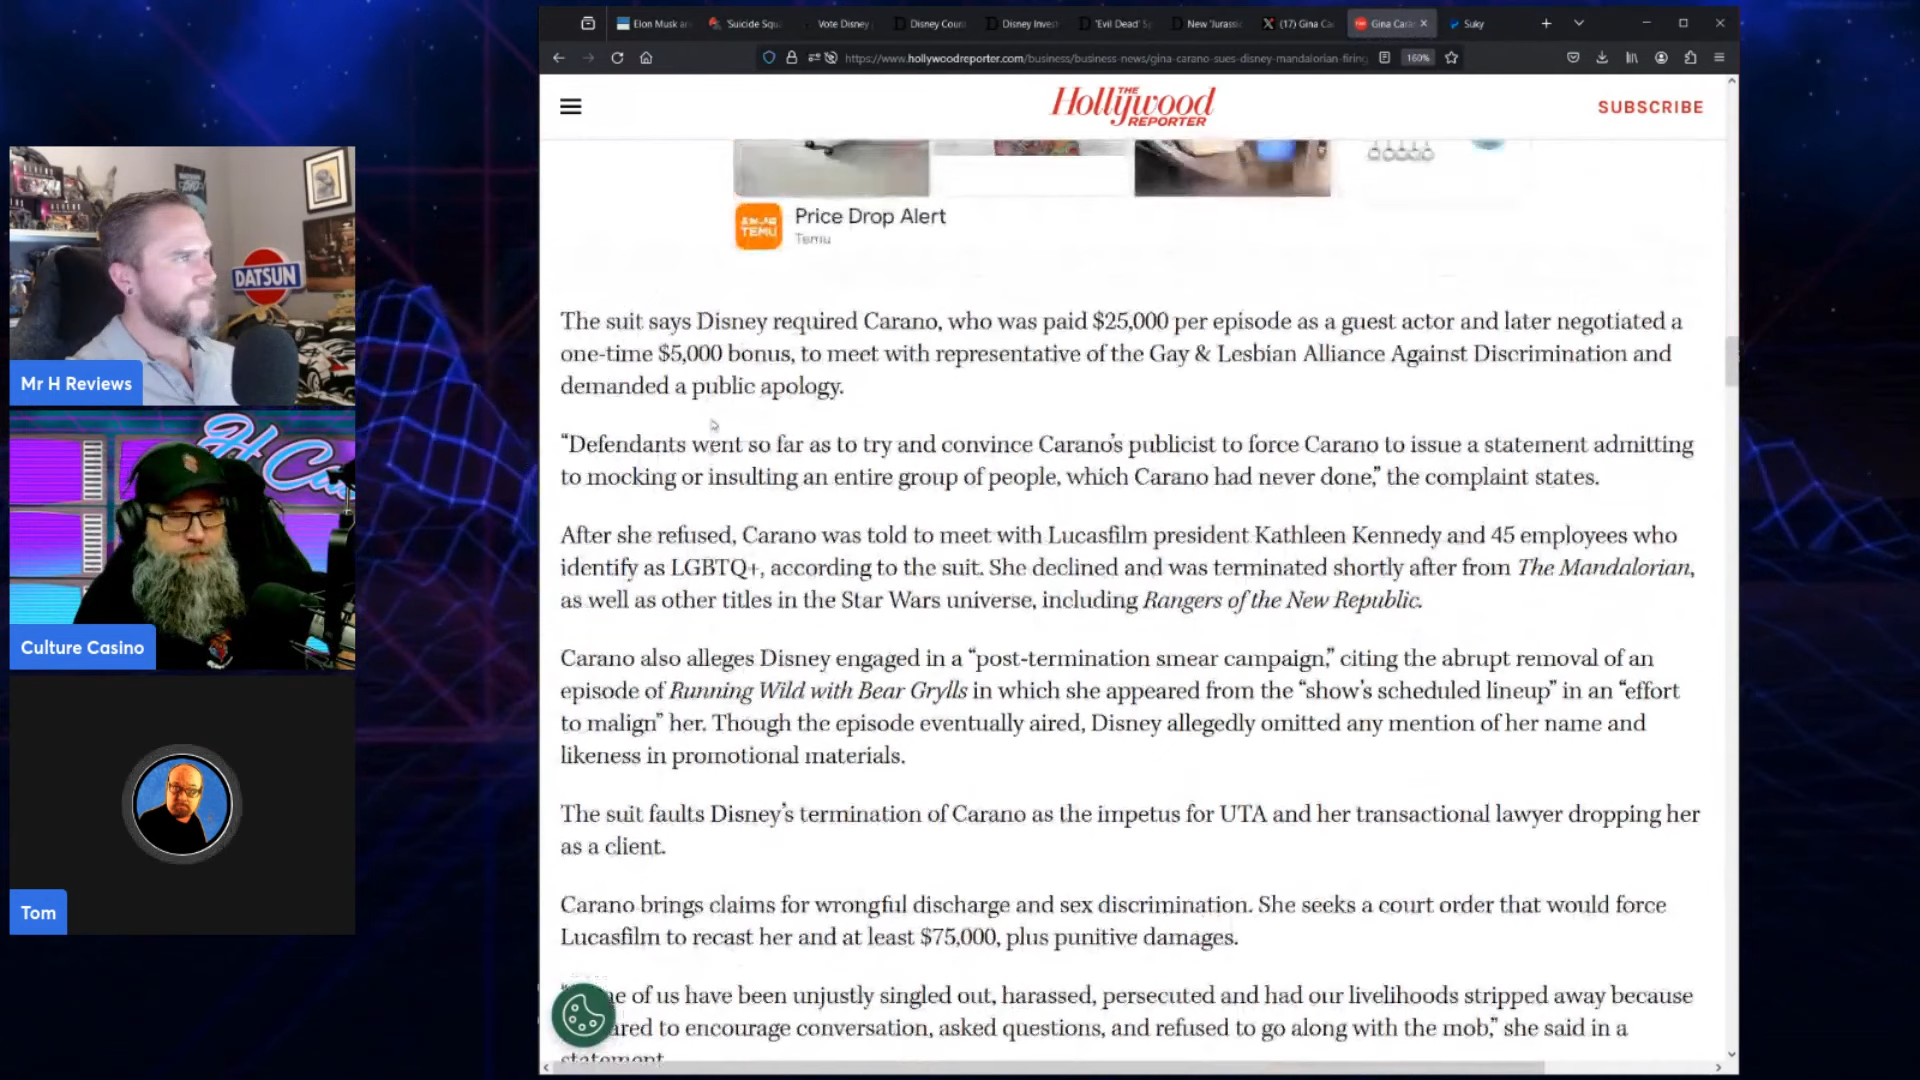 Elon Musk an
'Suicide Squ
Vote Disney
Disney Coun
Disney Inves
'Evil Dead' S
New 'Jurassic
(17) Gina Ca
Gina Cara
Suky
https://www.hollywoodreporter.com/business/business-news/gina-carano-sues-disney-mandalorian-firing
160%
THE
Hollywood
REPORTER
SUBSCRIBE
TEMU
Price Drop Alert
Temu
The suit says Disney required Carano, who was paid $25,000 per episode as a guest actor and later negotiated a
one-time $5,000 bonus, to meet with representative of the Gay & Lesbian Alliance Against Discrimination and
demanded a public apology.
“Defendants went so far as to try and convince Carano’s publicist to force Carano to issue a statement admitting
to mocking or insulting an entire group of people, which Carano had never done,” the complaint states.
After she refused, Carano was told to meet with Lucasfilm president Kathleen Kennedy and 45 employees who
identify as LGBTQ+, according to the suit. She declined and was terminated shortly after from The Mandalorian,
as well as other titles in the Star Wars universe, including Rangers of the New Republic.
Carano also alleges Disney engaged in a “post-termination smear campaign,” citing the abrupt removal of an
episode of Running Wild with Bear Grylls in which she appeared from the “show’s scheduled lineup” in an “effort
to malign” her. Though the episode eventually aired, Disney allegedly omitted any mention of her name and
likeness in promotional materials.
The suit faults Disney’s termination of Carano as the impetus for UTA and her transactional lawyer dropping her
as a client.
Carano brings claims for wrongful discharge and sex discrimination. She seeks a court order that would force
Lucasfilm to recast her and at least $75,000, plus punitive damages.
of us have been unjustly singled out, harassed, persecuted and had our livelihoods stripped away because
to encourage conversation, asked questions, and refused to go along with the mob,” she said in a
statement
DATSUN
Mr H Reviews
Culture Casino
Tom